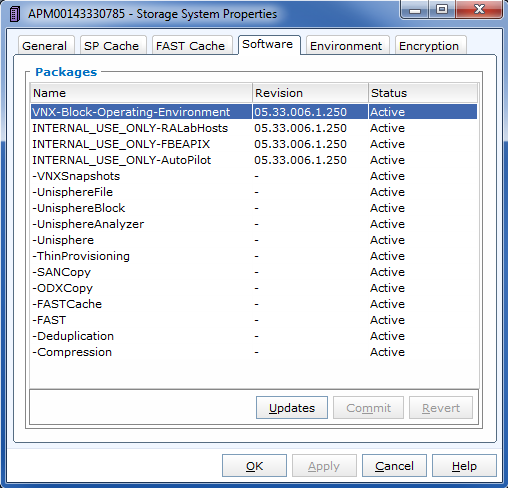 APM00143330785 - Storage System Properties
General SP Cache FAST Cache Software Environment Encryption
Packages
Name Revision Status
VNX-Block-Operating-Environment 05.33.006.1.250 Active
INTERNAL_USE_ONLY-RALabHosts 05.33.006.1.250 Active
INTERNAL_USE_ONLY-FBEAPIX 05.33.006.1.250 Active
INTERNAL_USE_ONLY-AutoPilot 05.33.006.1.250 Active
-VNXSnapshots - Active
-UnisphereFile - Active
-UnisphereBlock - Active
-UnisphereAnalyzer - Active
-Unisphere - Active
-ThinProvisioning - Active
-SANCopy - Active
-ODXCopy - Active
-FASTCache - Active
-FAST - Active
-Deduplication - Active
-Compression - Active
Updates Commit Revert
OK Apply Cancel Help